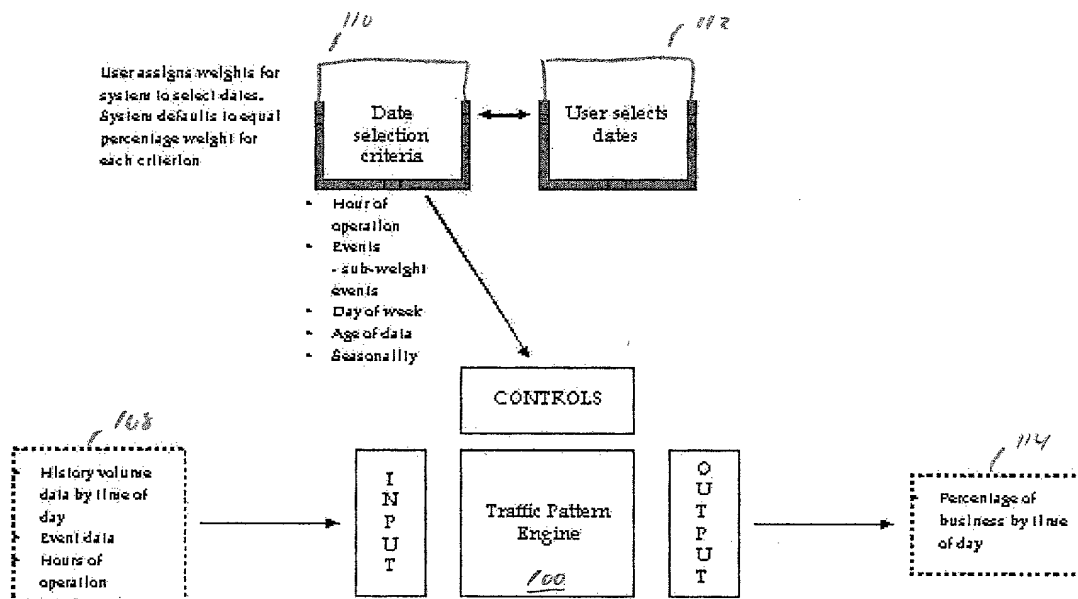 110
112
User assigns weights for
system to select dates.
System defaults to equal
percentage weight for
each criterion
Date
selection
criteria
User selects
dates
• Hour of
operation
• Events
- sub-weight
events
• Day of week
• Age of data
• Seasonality
CONTROLS
108
• History volume
data by time of
day
• Event data
• Hours of
operation
INPUT
Traffic Pattern
Engine
100
OUTPUT
114
• Percentage of
business by time
of day